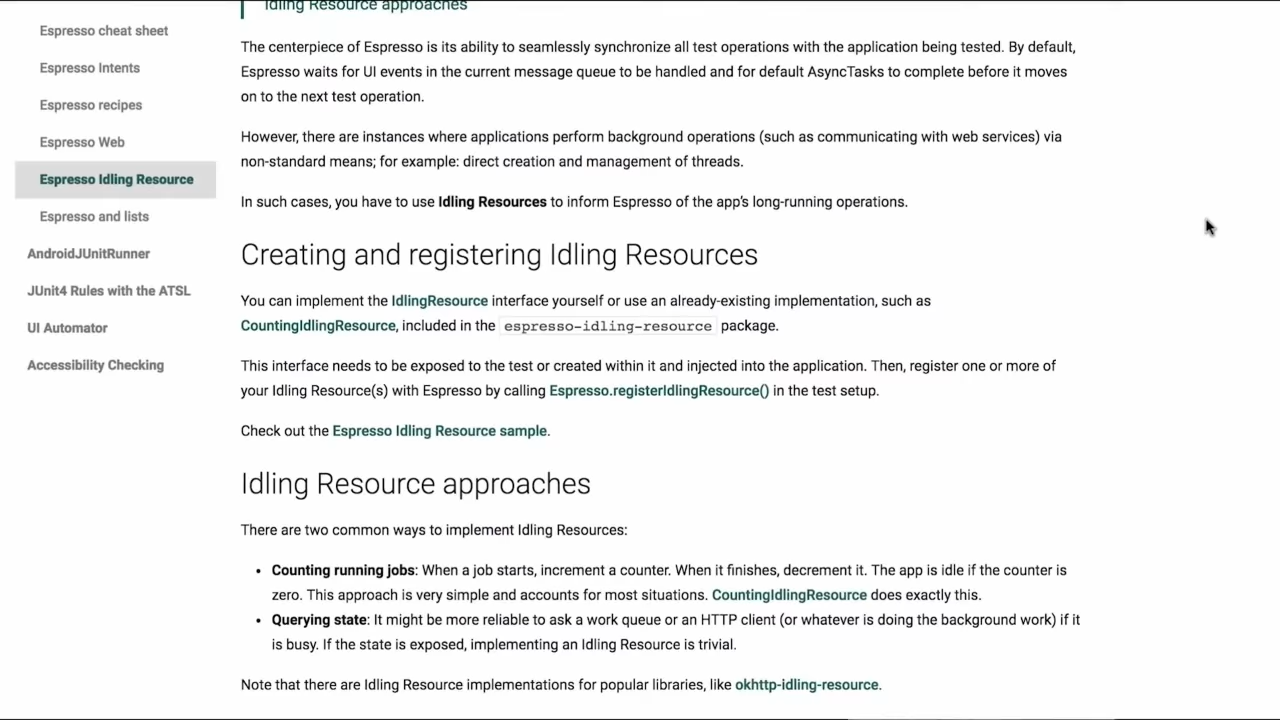 Idling Resource approaches
Espresso cheat sheet
Espresso Intents
Espresso recipes
Espresso Web
Espresso Idling Resource
Espresso and lists
AndroidJUnitRunner
JUnit4 Rules with the ATSL
UI Automator
Accessibility Checking
The centerpiece of Espresso is its ability to seamlessly synchronize all test operations with the application being tested. By default,
Espresso waits for UI events in the current message queue to be handled and for default AsyncTasks to complete before it moves
on to the next test operation.
However, there are instances where applications perform background operations (such as communicating with web services) via
non-standard means; for example: direct creation and management of threads.
In such cases, you have to use Idling Resources to inform Espresso of the app's long-running operations.
Creating and registering Idling Resources
You can implement the IdlingResource interface yourself or use an already-existing implementation, such as
CountingIdlingResource, included in the espresso-idling-resource package.
This interface needs to be exposed to the test or created within it and injected into the application. Then, register one or more of
your Idling Resource(s) with Espresso by calling Espresso.registerIdlingResource() in the test setup.
Check out the Espresso Idling Resource sample.
Idling Resource approaches
There are two common ways to implement Idling Resources:
• Counting running jobs: When a job starts, increment a counter. When it finishes, decrement it. The app is idle if the counter is
zero. This approach is very simple and accounts for most situations. CountingIdlingResource does exactly this.
• Querying state: It might be more reliable to ask a work queue or an HTTP client (or whatever is doing the background work) if it
is busy. If the state is exposed, implementing an Idling Resource is trivial.
Note that there are Idling Resource implementations for popular libraries, like okhttp-idling-resource.